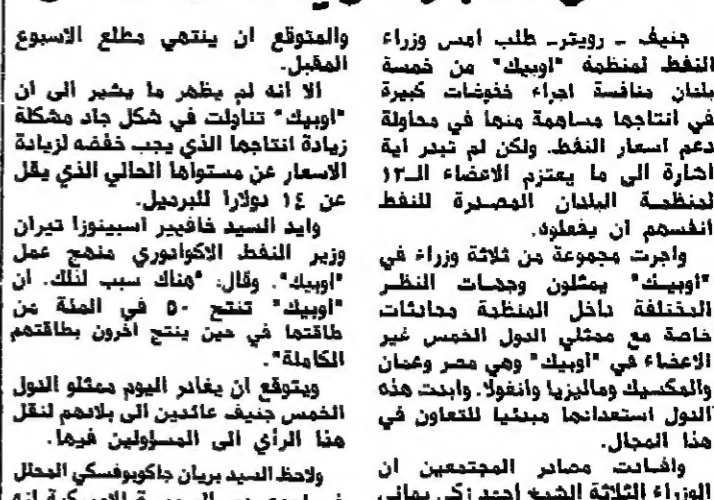 جنيف - رويتر- طلب امس وزراء
النفط لمنظمة "اوبيك" من خمسة
بلدان منافسة اجراء خفوضات كبيرة
في انتاجها مساهمة منها في محاولة
دعم اسعار النفط. ولكن لم تبدر اية
اشارة الى ما يعتزم الاعضاء الـ١٣
لمنظمة البلدان المصدرة للنفط
انفسهم ان يفعلوه.
واجرت مجموعة من ثلاثة وزراء في
"اوبيك" يمثلون وجهات النظر
المختلفة داخل المنظمة محادثات
خاصة مع ممثلي الدول الخمس غير
الاعضاء في "اوبيك" وهي مصر وعمان
والمكسيك وماليزيا وانغولا. وابدت هذه
الدول استعدادها مبدئيا للتعاون في
هذا المجال.
واضافت مصادر المجتمعين ان
الوزراء الثلاثة الشيخ احمد زكي يماني
والمتوقع ان ينتهي مطلع الاسبوع
المقبل.
الا انه لم يظهر ما يشير الى ان
"اوبيك" تناولت في شكل جاد مشكلة
زيادة انتاجها الذي يجب خفضه لزيادة
الاسعار عن مستواها الحالي الذي يقل
عن ١٤ دولارا للبرميل.
وايد السيد خافيير اسبينوزا تيران
وزير النفط الاكوادوري منهج عمل
"اوبيك". وقال: "هناك سبب لذلك. ان
"اوبيك" تنتج ٥٠ في المئة من
طاقتها في حين ينتج آخرون بطاقتهم
الكاملة".
ويتوقع ان يغادر اليوم ممثلو الدول
الخمس جنيف عائدين الى بلادهم لنقل
هذا الرأي الى المسؤولين فيها.
ولاحظ السيد بريان جاكوبوفسكي المحلل